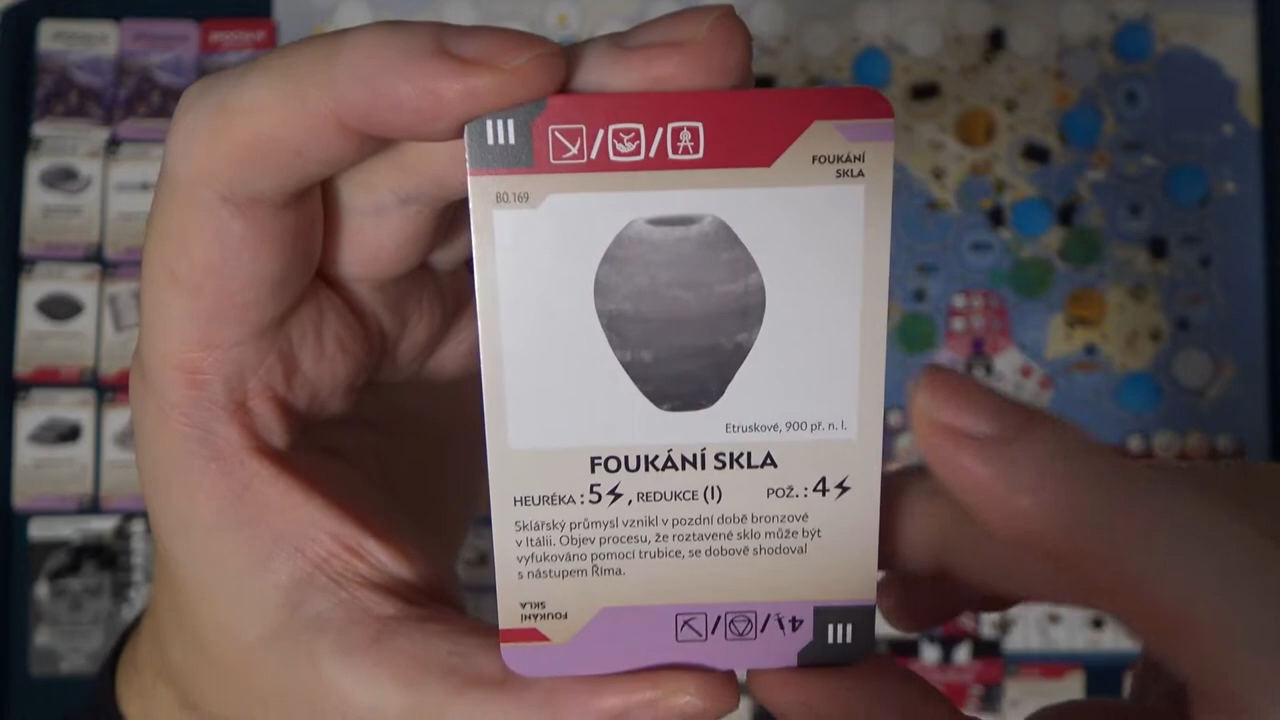 III
FOUKÁNÍ
SKLA
B0.169
Etruskové, 900 př. n. l.
FOUKÁNÍ SKLA
HEURÉKA : 5, REDUKCE (I) POŽ. : 4
Sklářský průmysl vznikl v pozdní době bronzové
v Itálii. Objev procesu, že roztavené sklo může být
vyfukováno pomocí trubice, se dobově shodoval
s nástupem Říma.
FOUKÁNÍ
SKLA
4
III